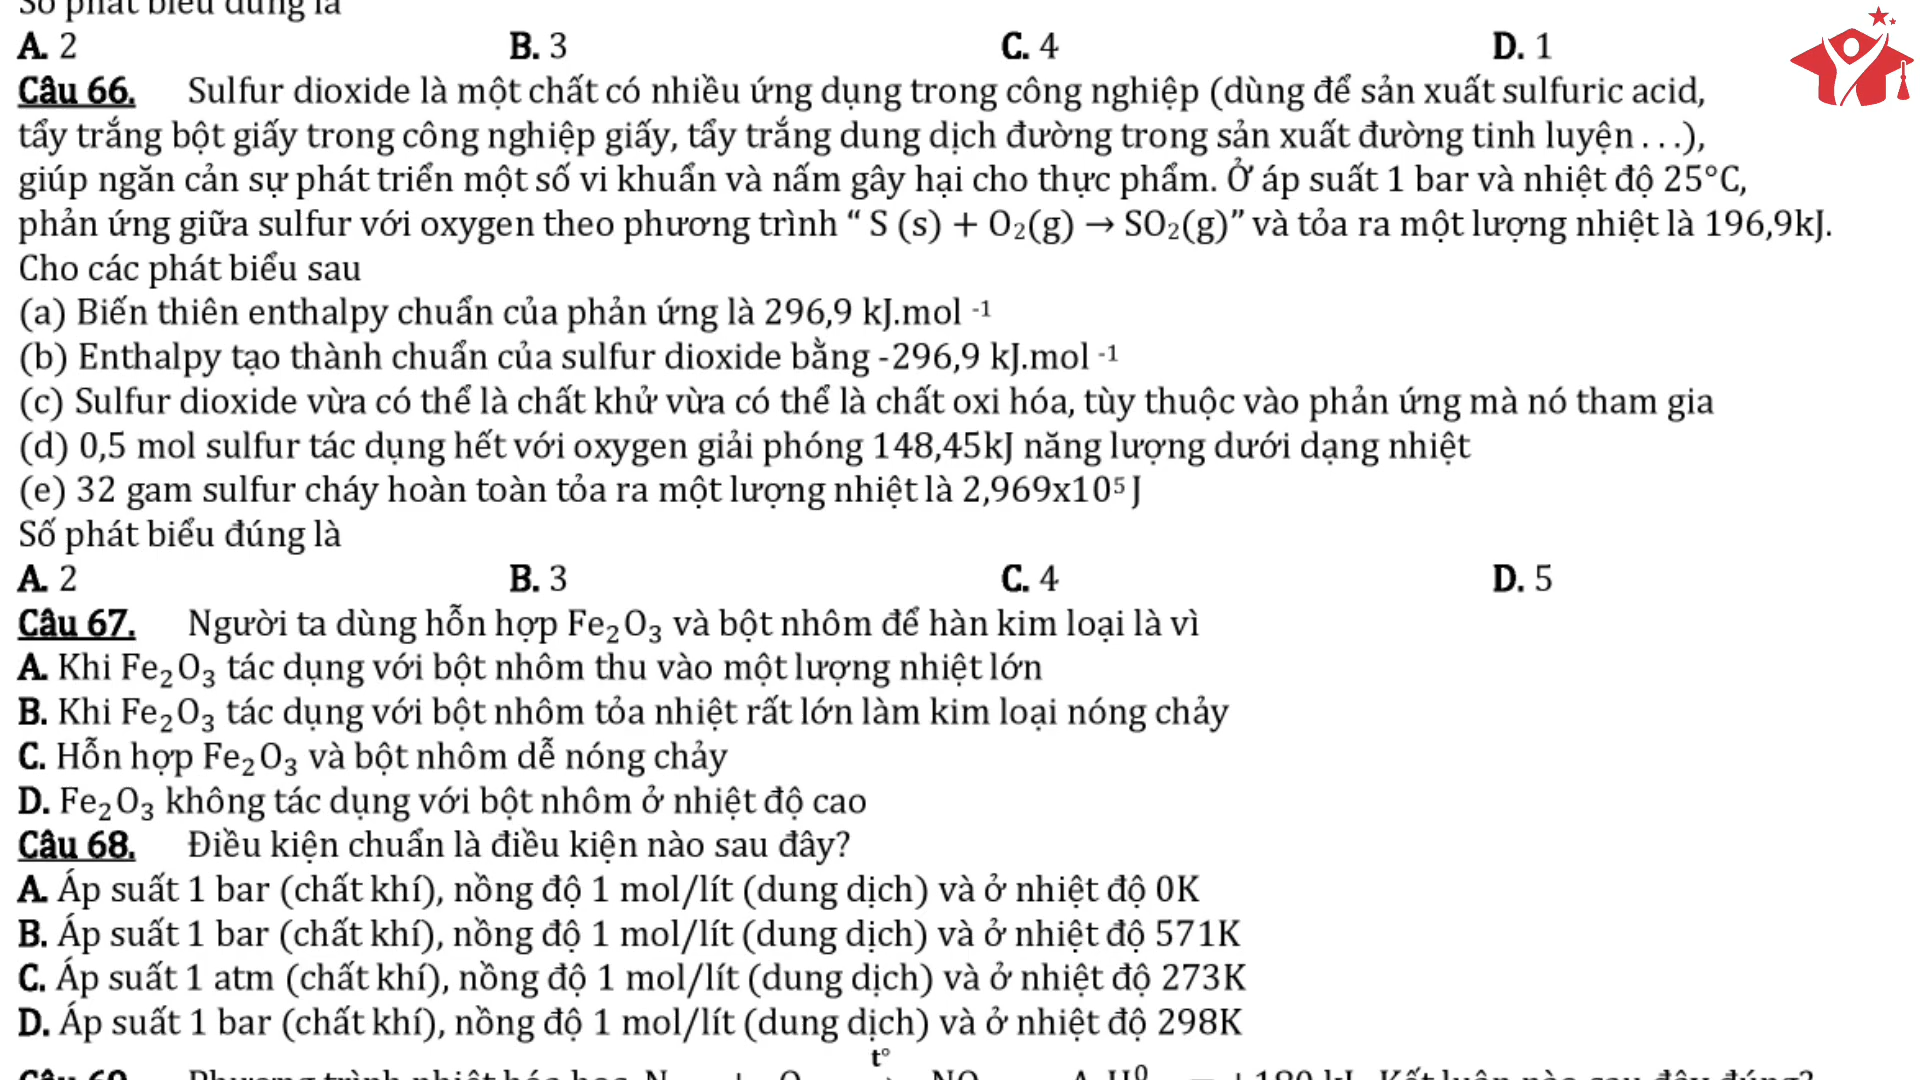 Số phát biểu đúng là
A. 2 B. 3 C. 4 D. 1
Câu 66. Sulfur dioxide là một chất có nhiều ứng dụng trong công nghiệp (dùng để sản xuất sulfuric acid,
tẩy trắng bột giấy trong công nghiệp giấy, tẩy trắng dung dịch đường trong sản xuất đường tinh luyện . . .),
giúp ngăn cản sự phát triển một số vi khuẩn và nấm gây hại cho thực phẩm. Ở áp suất 1 bar và nhiệt độ 25°C,
phản ứng giữa sulfur với oxygen theo phương trình “ S (s) + O₂(g) → SO₂(g)” và tỏa ra một lượng nhiệt là 196,9kJ.
Cho các phát biểu sau
(a) Biến thiên enthalpy chuẩn của phản ứng là 296,9 kJ.mol ⁻¹
(b) Enthalpy tạo thành chuẩn của sulfur dioxide bằng -296,9 kJ.mol ⁻¹
(c) Sulfur dioxide vừa có thể là chất khử vừa có thể là chất oxi hóa, tùy thuộc vào phản ứng mà nó tham gia
(d) 0,5 mol sulfur tác dụng hết với oxygen giải phóng 148,45kJ năng lượng dưới dạng nhiệt
(e) 32 gam sulfur cháy hoàn toàn tỏa ra một lượng nhiệt là 2,969x10⁵ J
Số phát biểu đúng là
A. 2 B. 3 C. 4 D. 5
Câu 67. Người ta dùng hỗn hợp Fe₂O₃ và bột nhôm để hàn kim loại là vì
A. Khi Fe₂O₃ tác dụng với bột nhôm thu vào một lượng nhiệt lớn
B. Khi Fe₂O₃ tác dụng với bột nhôm tỏa nhiệt rất lớn làm kim loại nóng chảy
C. Hỗn hợp Fe₂O₃ và bột nhôm dễ nóng chảy
D. Fe₂O₃ không tác dụng với bột nhôm ở nhiệt độ cao
Câu 68. Điều kiện chuẩn là điều kiện nào sau đây?
A. Áp suất 1 bar (chất khí), nồng độ 1 mol/lít (dung dịch) và ở nhiệt độ 0K
B. Áp suất 1 bar (chất khí), nồng độ 1 mol/lít (dung dịch) và ở nhiệt độ 571K
C. Áp suất 1 atm (chất khí), nồng độ 1 mol/lít (dung dịch) và ở nhiệt độ 273K
D. Áp suất 1 bar (chất khí), nồng độ 1 mol/lít (dung dịch) và ở nhiệt độ 298K
t°